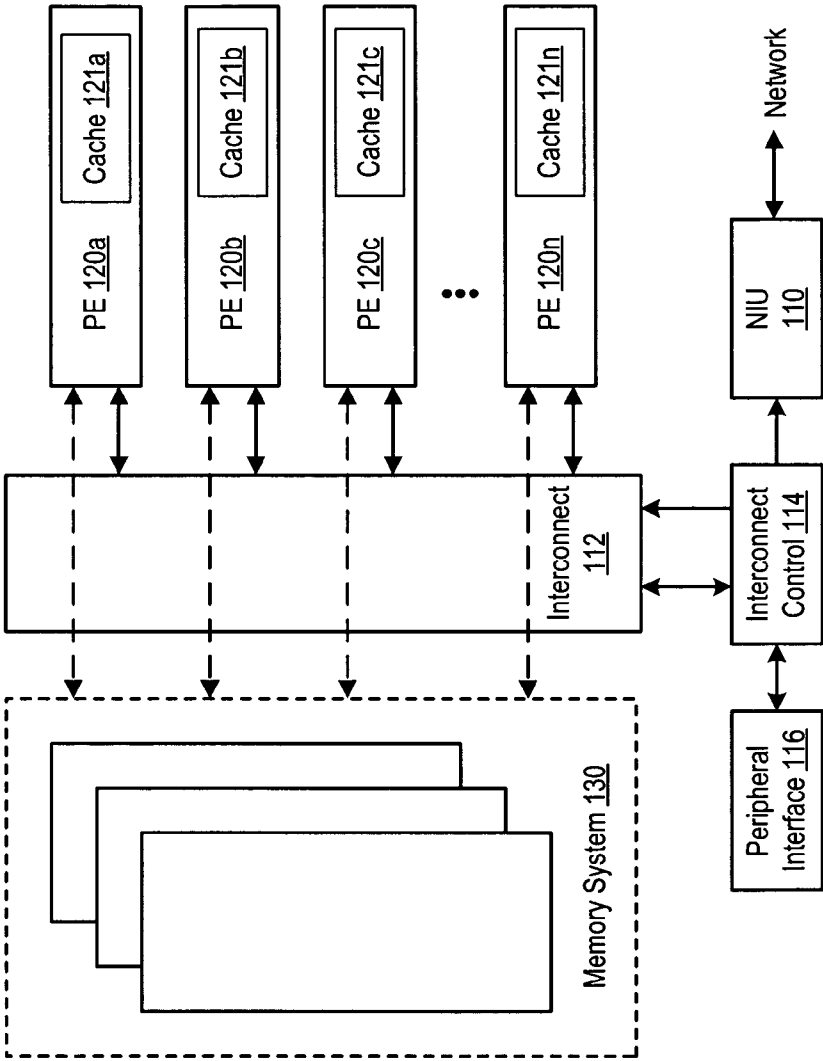 Memory System 130
Interconnect
112
PE 120a
Cache 121a
PE 120b
Cache 121b
PE 120c
Cache 121c
•••
PE 120n
Cache 121n
Peripheral
Interface 116
Interconnect
Control 114
NIU
110
Network